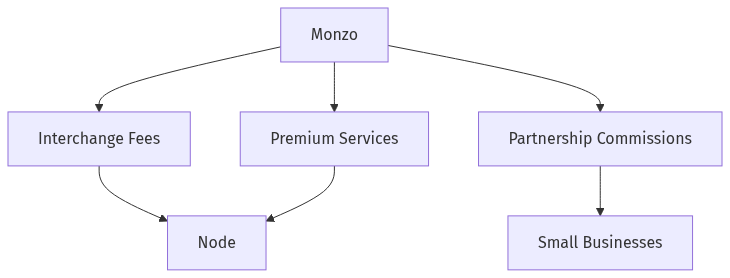 Monzo
Interchange Fees
Premium Services
Partnership Commissions
Node
Small Businesses